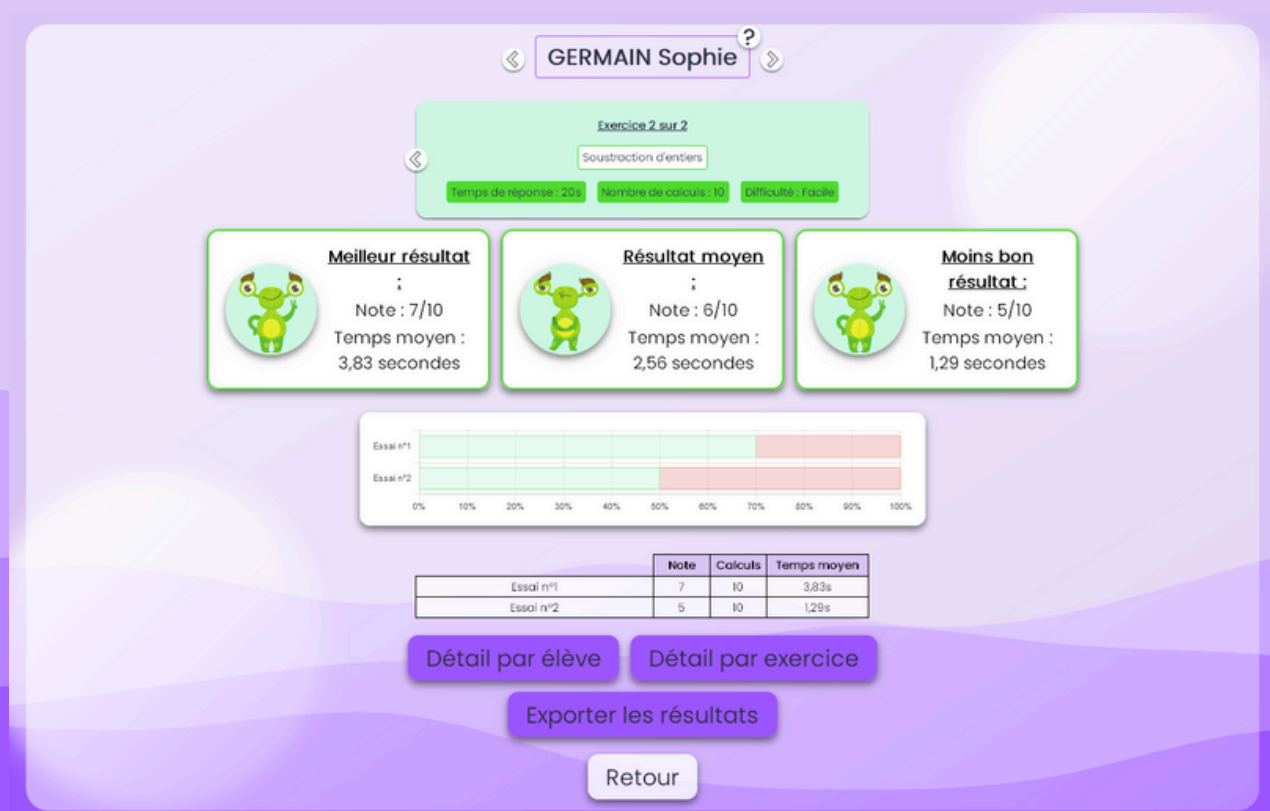 ?
GERMAIN Sophie
Exercice 2 sur 2
Soustraction d'entiers
Temps de réponse : 20s Nombre de calculs : 10 Difficulté : Facile
Meilleur résultat
:
Note : 7/10
Temps moyen :
3,83 secondes
Résultat moyen
:
Note : 6/10
Temps moyen :
2,56 secondes
Moins bon
résultat :
Note : 5/10
Temps moyen :
1,29 secondes
Essai n°1
Essai n°2
0% 10% 20% 30% 40% 50% 60% 70% 80% 90% 100%
Note Calculs Temps moyen
Essai n°1 7 10 3,83s
Essai n°2 5 10 1,29s
Détail par élève Détail par exercice
Exporter les résultats
Retour